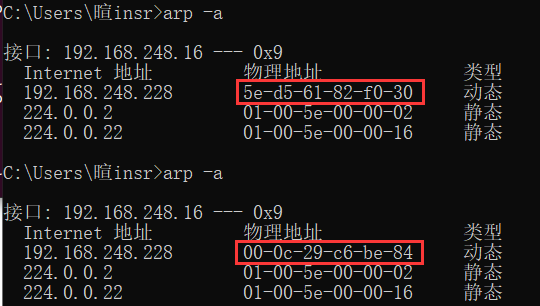 C:\Users\暄insr>arp -a
接口: 192.168.248.16 --- 0x9
Internet 地址 物理地址 类型
192.168.248.228 5e-d5-61-82-f0-30 动态
224.0.0.2 01-00-5e-00-00-02 静态
224.0.0.22 01-00-5e-00-00-16 静态
C:\Users\暄insr>arp -a
接口: 192.168.248.16 --- 0x9
Internet 地址 物理地址 类型
192.168.248.228 00-0c-29-c6-be-84 动态
224.0.0.2 01-00-5e-00-00-02 静态
224.0.0.22 01-00-5e-00-00-16 静态